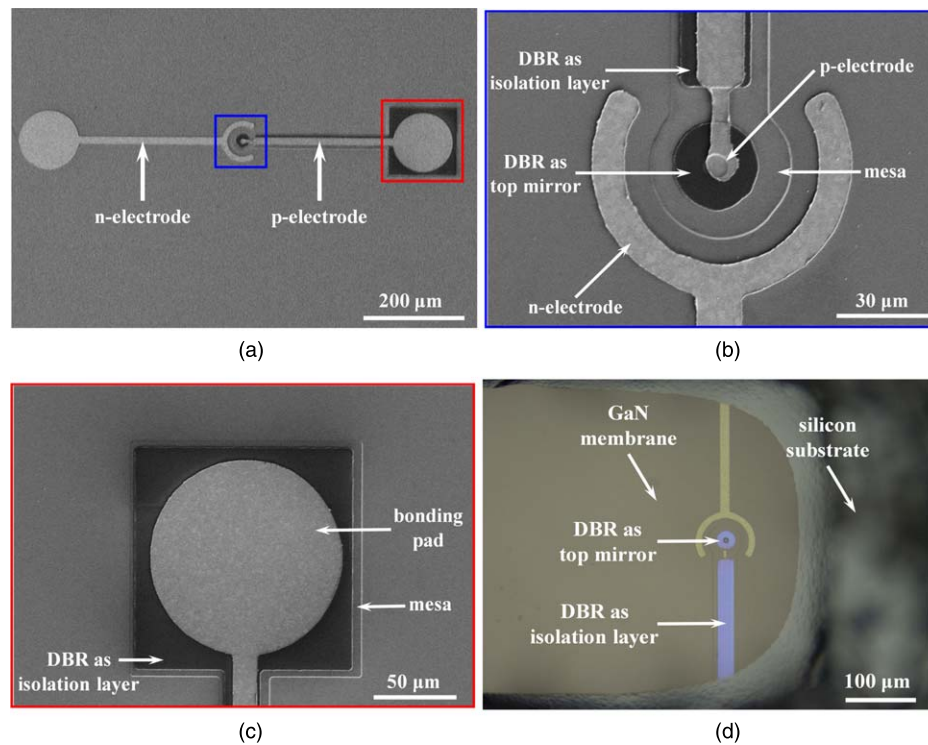 n-electrode
p-electrode
200 µm
(a)
DBR as
isolation layer
p-electrode
DBR as
top mirror
mesa
n-electrode
30 µm
(b)
bonding
pad
mesa
DBR as
isolation layer
50 µm
(c)
GaN
membrane
silicon
substrate
DBR as
top mirror
DBR as
isolation layer
100 µm
(d)